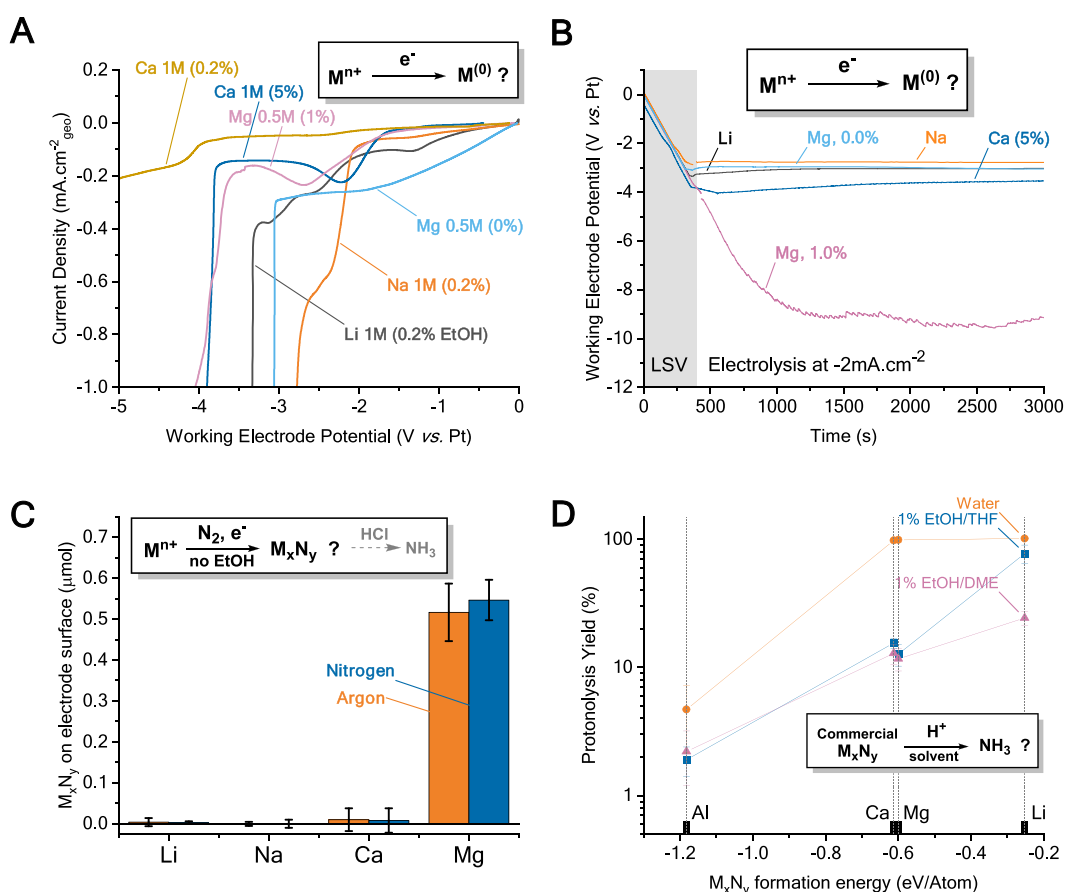 A
Ca 1M (0.2%)
Ca 1M (5%)
Mg 0.5M (1%)
Mⁿ⁺ e⁻ M⁽⁰⁾ ?
Mg 0.5M (0%)
Na 1M (0.2%)
Li 1M (0.2% EtOH)
0.2
0.0
-0.2
-0.4
-0.6
-0.8
-1.0
Current Density (mA.cm⁻²geo)
-5 -4 -3 -2 -1 0
Working Electrode Potential (V vs. Pt)
B
Mⁿ⁺ e⁻ M⁽⁰⁾ ?
Li
Mg, 0.0%
Na
Ca (5%)
Mg, 1.0%
LSV
Electrolysis at -2mA.cm⁻²
0
-2
-4
-6
-8
-10
-12
Working Electrode Potential (V vs. Pt)
0 500 1000 1500 2000 2500 3000
Time (s)
C
Mⁿ⁺ N₂, e⁻ no EtOH MₓNᵧ ? HCl NH₃
Nitrogen
Argon
0.7
0.6
0.5
0.4
0.3
0.2
0.1
0.0
MₓNᵧ on electrode surface (µmol)
Li Na Ca Mg
D
Water
1% EtOH/THF
1% EtOH/DME
Commercial MₓNᵧ H⁺ solvent NH₃ ?
Al Ca Mg Li
100
10
1
Protonolysis Yield (%)
-1.2 -1.0 -0.8 -0.6 -0.4 -0.2
MₓNᵧ formation energy (eV/Atom)